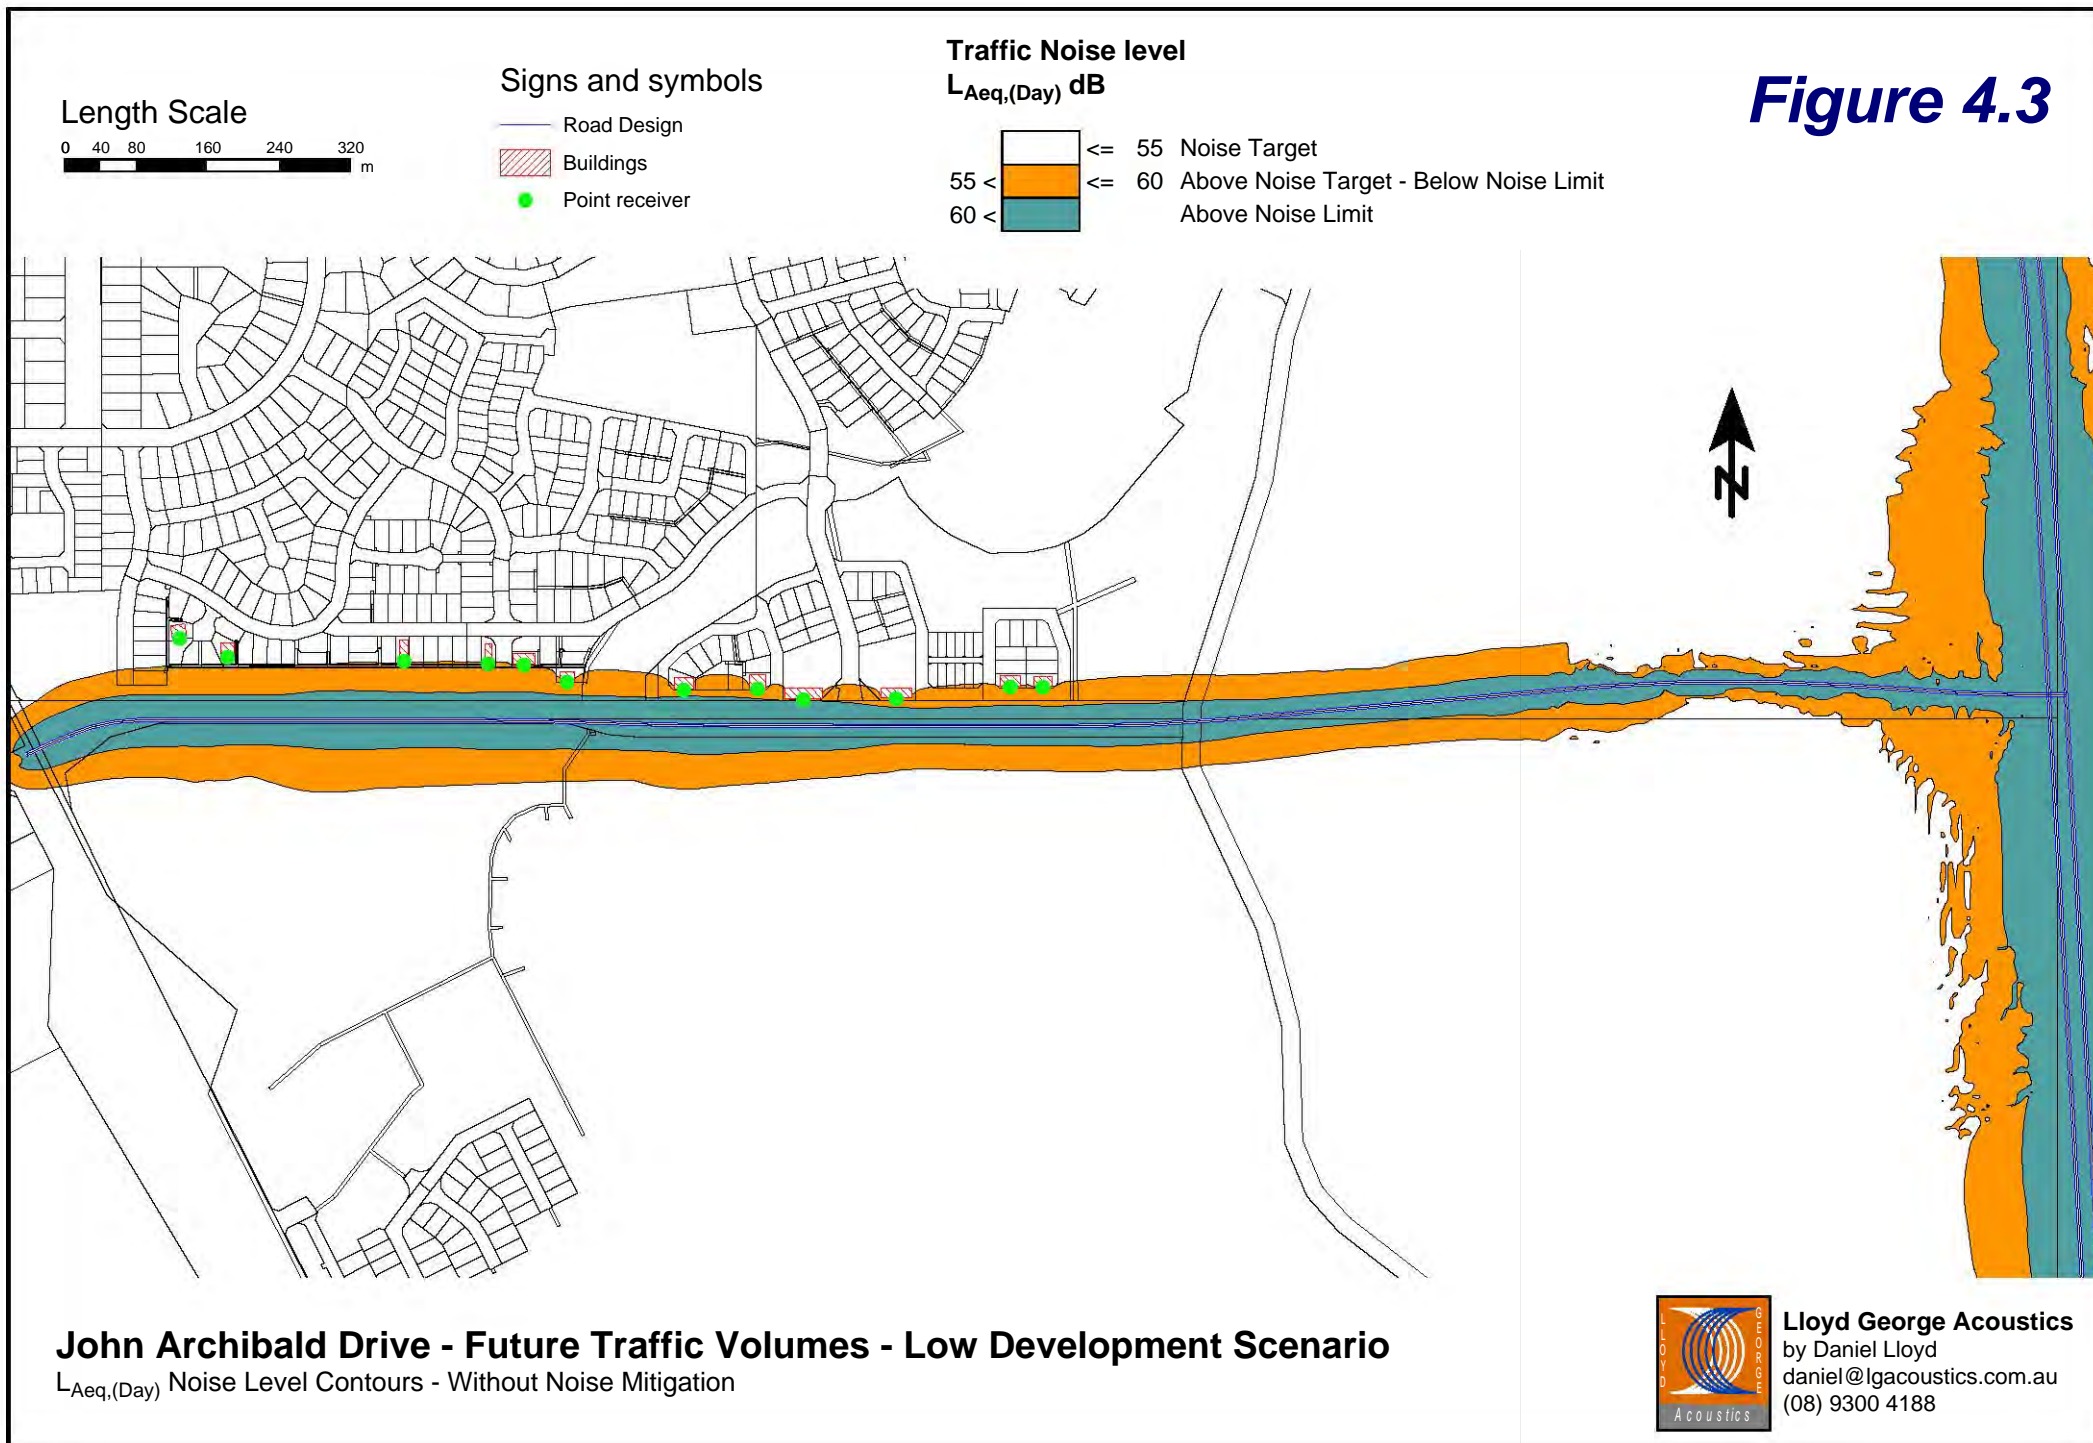 Length Scale
0 40 80 160 240 320
m
Signs and symbols
Road Design
Buildings
Point receiver
Traffic Noise level
LAeq,(Day) dB
<= 55 Noise Target
55 < <= 60 Above Noise Target - Below Noise Limit
60 < Above Noise Limit
Figure 4.3
N
John Archibald Drive - Future Traffic Volumes - Low Development Scenario
LAeq,(Day) Noise Level Contours - Without Noise Mitigation
LLOYD
GEORGE
Acoustics
Lloyd George Acoustics
by Daniel Lloyd
daniel@lgacoustics.com.au
(08) 9300 4188